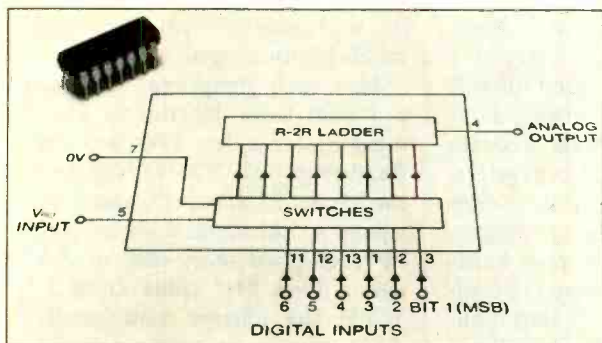 R-2R LADDER
4
ANALOG
OUTPUT
7
0V
SWITCHES
INPUT
5
11 12 13 1 2 3
6 5 4 3 2 BIT 1 (MSB)
DIGITAL INPUTS